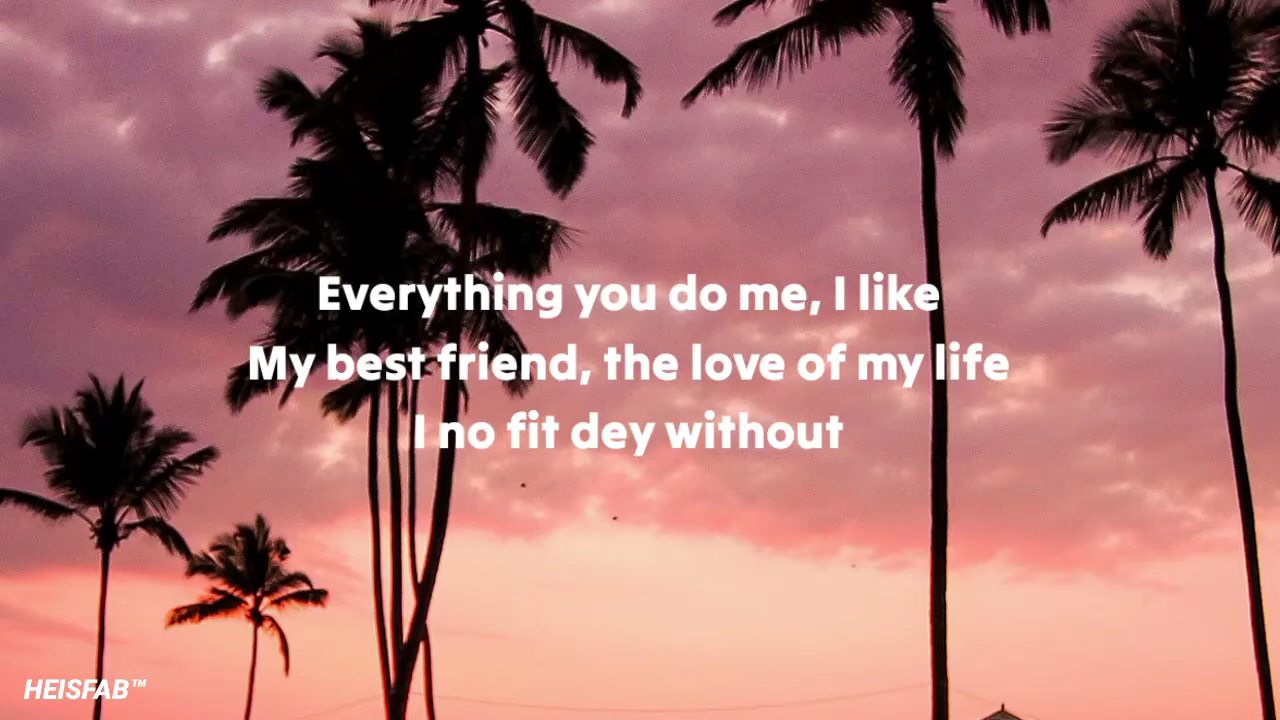 Everything you do me, I like
My best friend, the love of my life
I no fit dey without
HEISFAB™